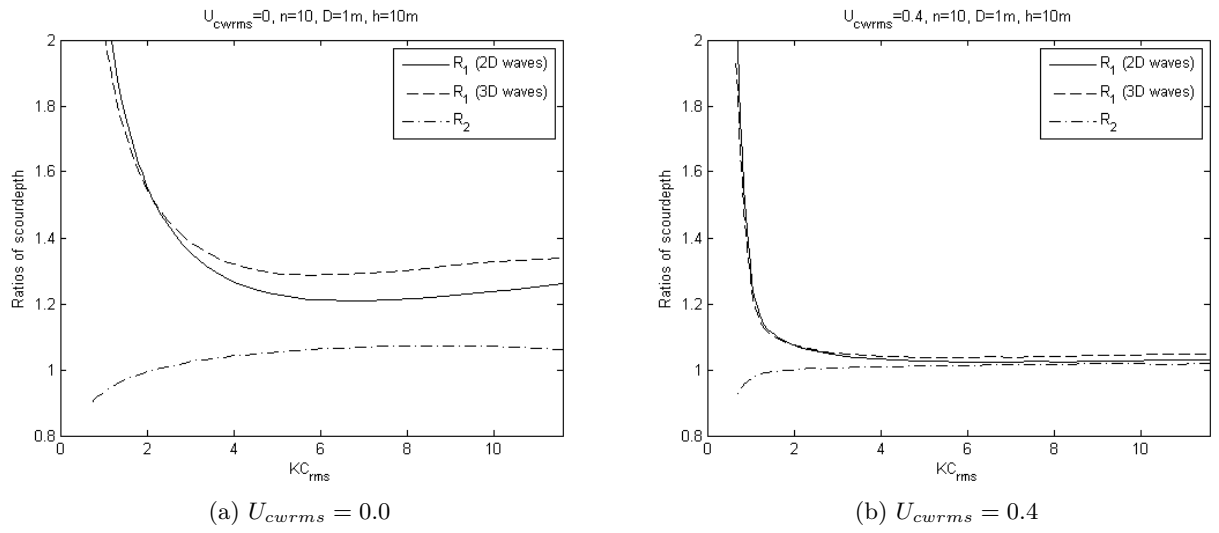 U_cwrms=0, n=10, D=1m, h=10m
Ratios of scourdepth
2
1.8
1.6
1.4
1.2
1
0.8
R_1 (2D waves)
R_1 (3D waves)
R_2
0 2 4 6 8 10
KC_rms
(a) U_cwrms = 0.0
U_cwrms=0.4, n=10, D=1m, h=10m
Ratios of scourdepth
2
1.8
1.6
1.4
1.2
1
0.8
R_1 (2D waves)
R_1 (3D waves)
R_2
0 2 4 6 8 10
KC_rms
(b) U_cwrms = 0.4